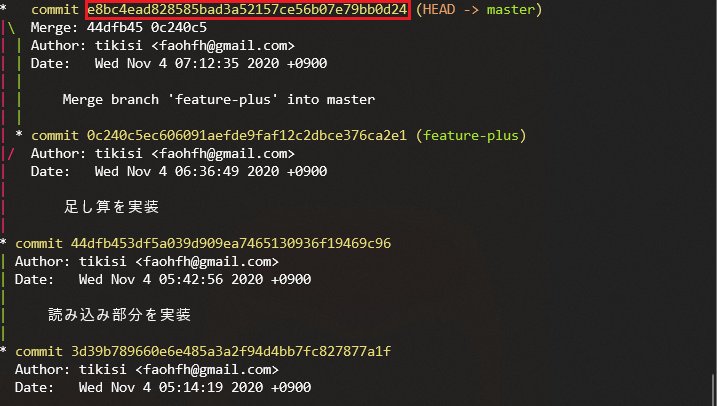 *   commit e8bc4ead828585bad3a52157ce56b07e79bb0d24 (HEAD -> master)
|\  Merge: 44dfb45 0c240c5
| | Author: tikisi <faohfh@gmail.com>
| | Date:   Wed Nov 4 07:12:35 2020 +0900
| |
| |     Merge branch 'feature-plus' into master
| |
| * commit 0c240c5ec606091aefde9faf12c2dbce376ca2e1 (feature-plus)
|/  Author: tikisi <faohfh@gmail.com>
|   Date:   Wed Nov 4 06:36:49 2020 +0900
|
|       足し算を実装
|
* commit 44dfb453df5a039d909ea7465130936f19469c96
| Author: tikisi <faohfh@gmail.com>
| Date:   Wed Nov 4 05:42:56 2020 +0900
|
|     読み込み部分を実装
|
* commit 3d39b789660e6e485a3a2f94d4bb7fc827877a1f
  Author: tikisi <faohfh@gmail.com>
  Date:   Wed Nov 4 05:14:19 2020 +0900